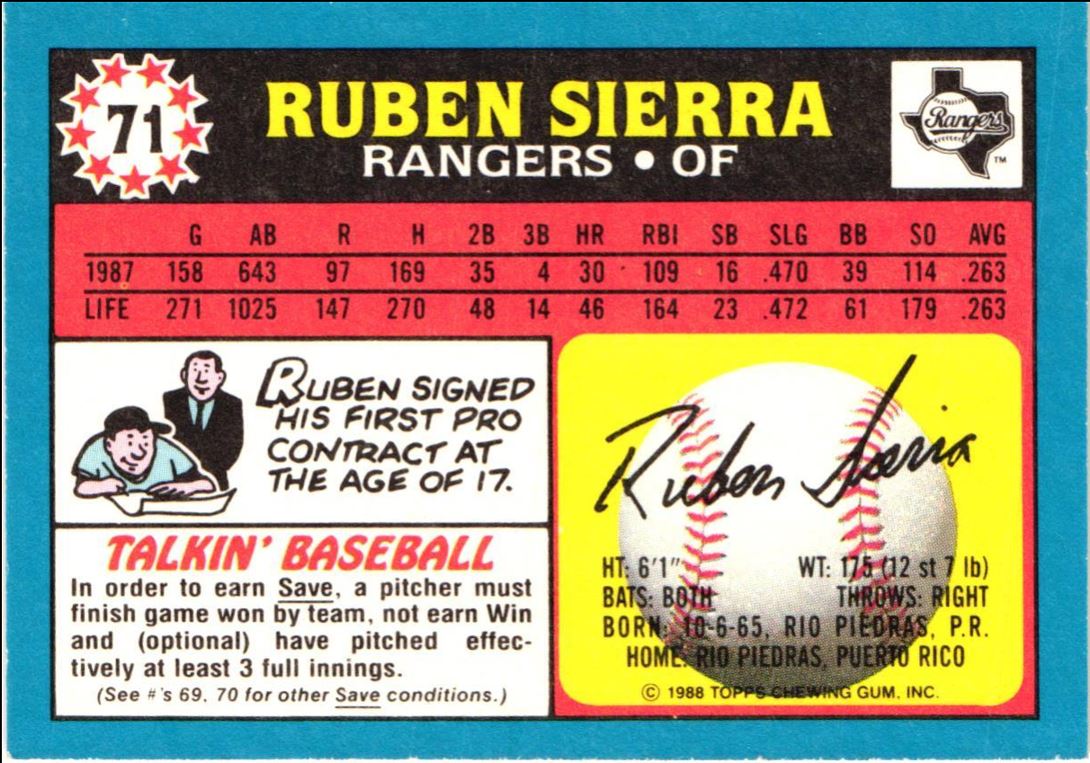 71
RUBEN SIERRA
RANGERS • OF
Rangers
TM
G AB R H 2B 3B HR RBI SB SLG BB SO AVG
1987 158 643 97 169 35 4 30 109 16 .470 39 114 .263
LIFE 271 1025 147 270 48 14 46 164 23 .472 61 179 .263
RUBEN SIGNED
HIS FIRST PRO
CONTRACT AT
THE AGE OF 17.
TALKIN' BASEBALL
In order to earn Save, a pitcher must
finish game won by team, not earn Win
and (optional) have pitched effec-
tively at least 3 full innings.
(See #'s 69, 70 for other Save conditions.)
Ruben Sierra
HT: 6'1" WT: 175 (12 st 7 lb)
BATS: BOTH THROWS: RIGHT
BORN: 10-6-65, RIO PIEDRAS, P.R.
HOME: RIO PIEDRAS, PUERTO RICO
© 1988 TOPPS CHEWING GUM, INC.